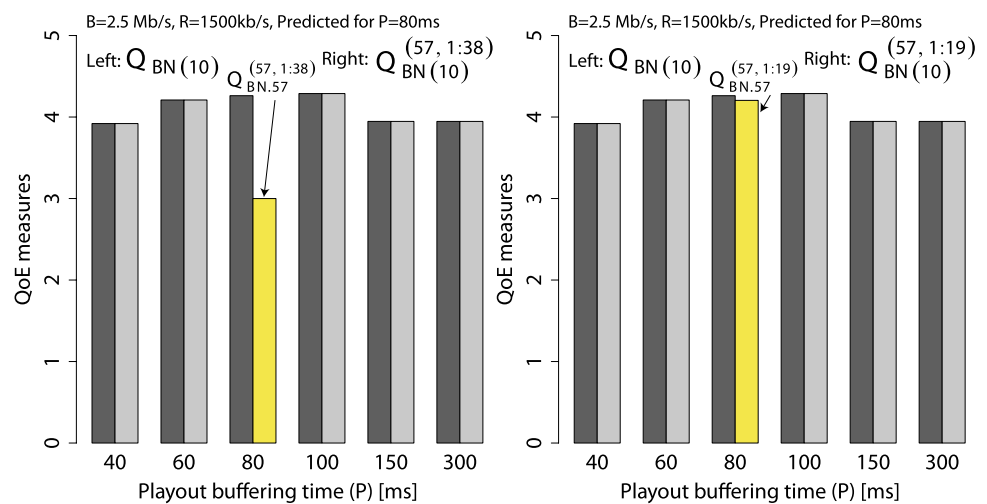 B=2.5 Mb/s, R=1500kb/s, Predicted for P=80ms
Left: Q BN (10) Right: Q (57, 1:38) BN (10)
Q (57, 1:38) BN.57
QoE measures
5
4
3
2
1
0
40 60 80 100 150 300
Playout buffering time (P) [ms]
B=2.5 Mb/s, R=1500kb/s, Predicted for P=80ms
Left: Q BN (10) Right: Q (57, 1:19) BN (10)
Q (57, 1:19) BN.57
QoE measures
5
4
3
2
1
0
40 60 80 100 150 300
Playout buffering time (P) [ms]